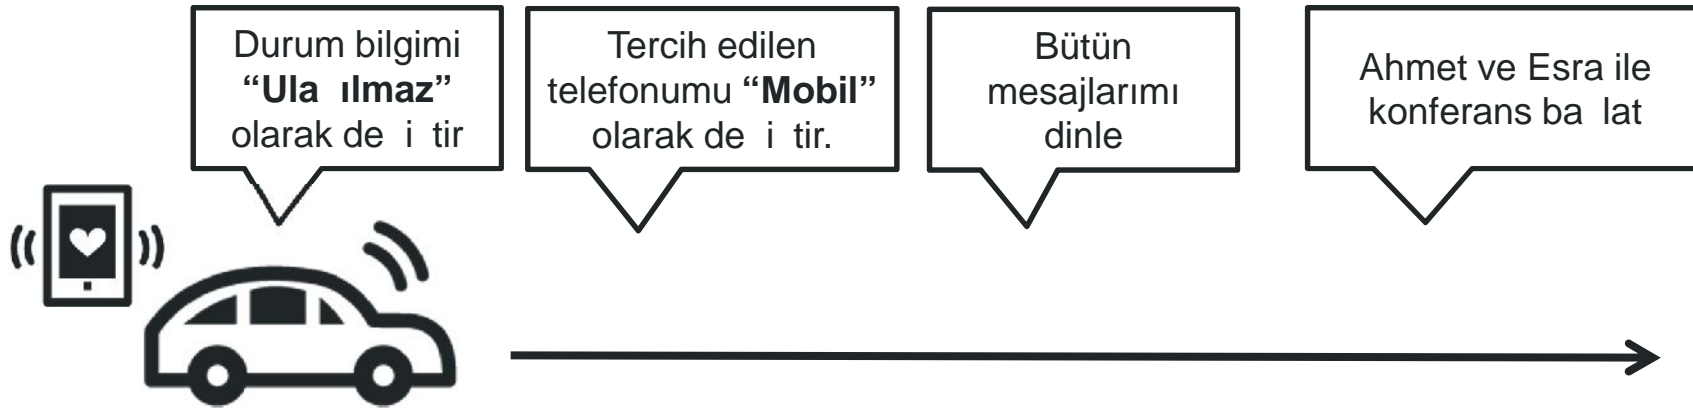 Durum bilgimi
“Ula ılmaz”
olarak de i tir
Tercih edilen
telefonumu “Mobil”
olarak de i tir.
Bütün
mesajlarımı
dinle
Ahmet ve Esra ile
konferans ba lat